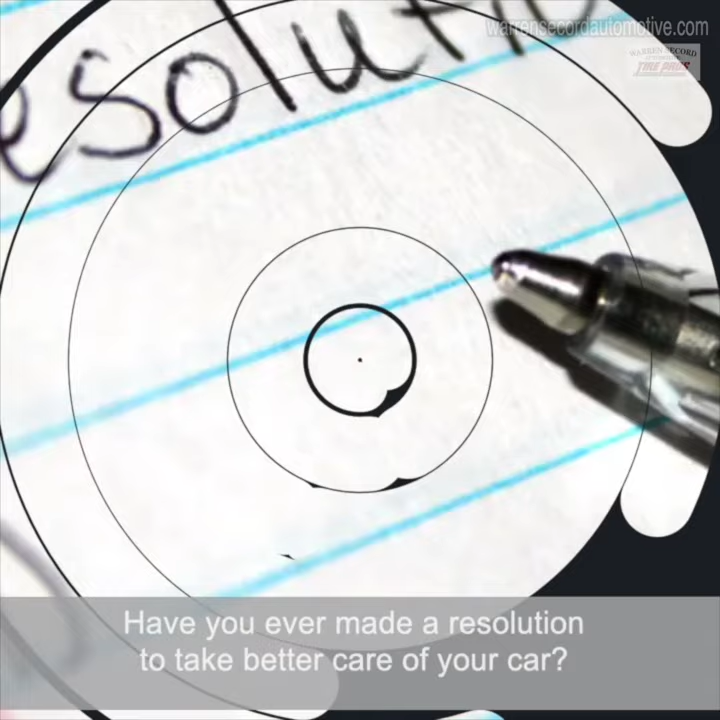 warrensecordautomotive.com
WARREN SECORD
TIRE PROS
esolutio
Have you ever made a resolution
to take better care of your car?